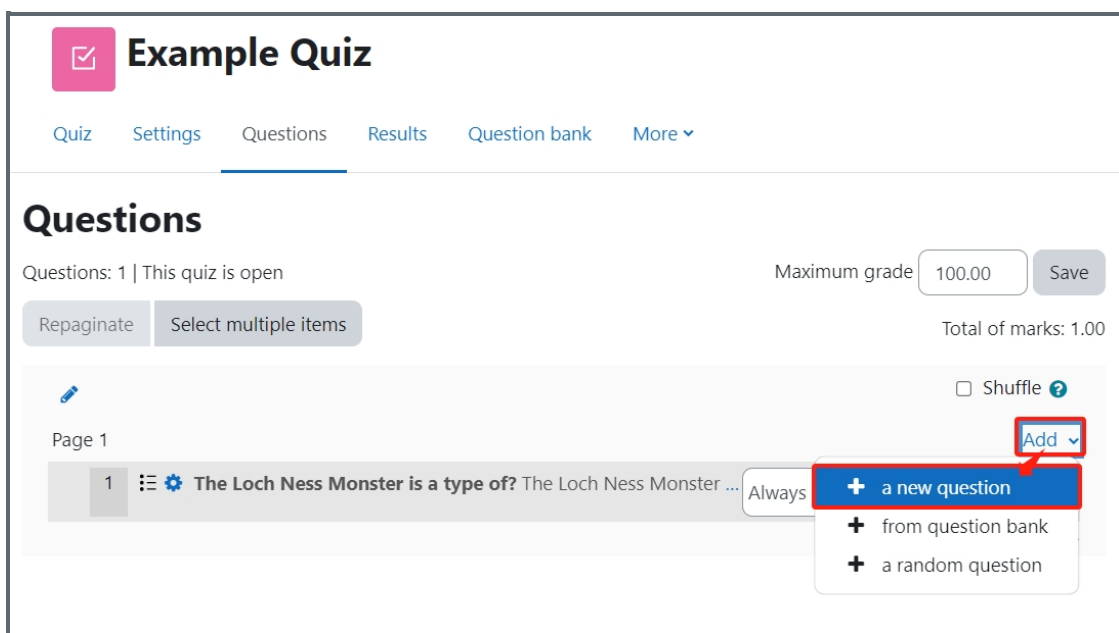 Example Quiz
Quiz Settings Questions Results Question bank More
Questions
Questions: 1 | This quiz is open
Maximum grade 100.00 Save
Repaginate Select multiple items
Total of marks: 1.00
Shuffle
Page 1
Add
1 The Loch Ness Monster is a type of? The Loch Ness Monster ... Always
a new question
from question bank
a random question